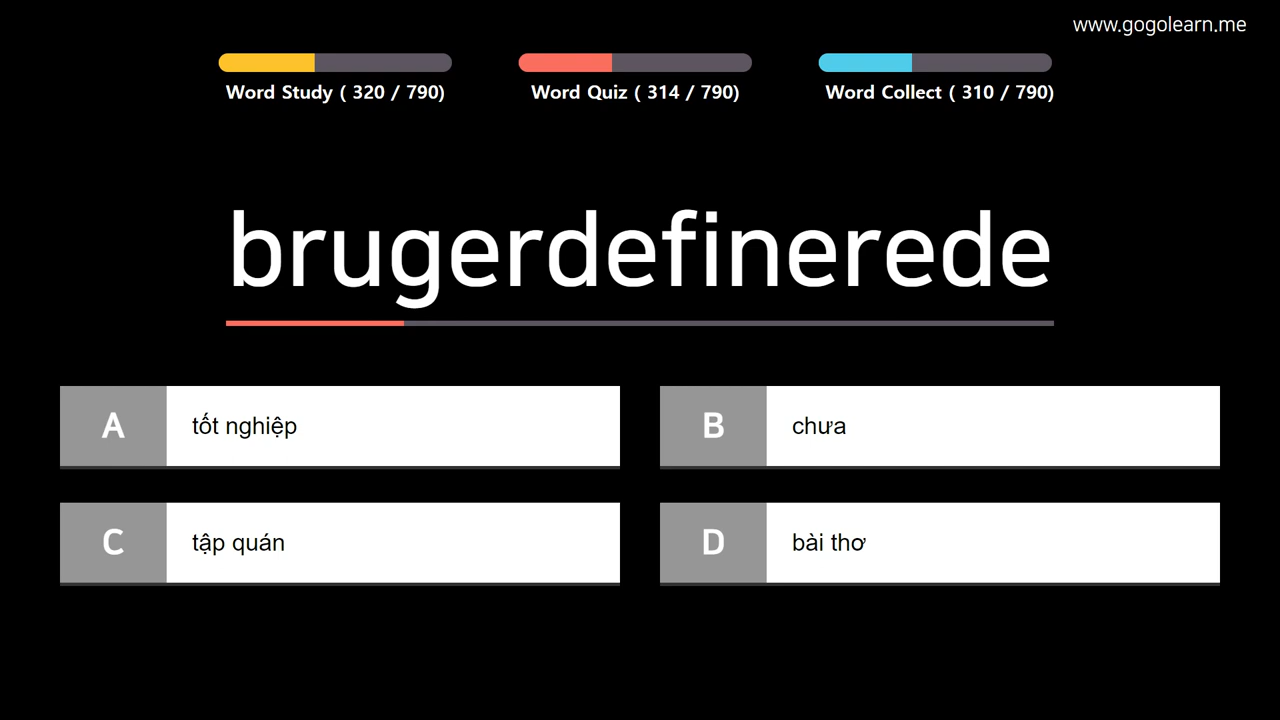 www.gogolearn.me
Word Study ( 320 / 790)
Word Quiz ( 314 / 790)
Word Collect ( 310 / 790)
brugerdefinerede
A tốt nghiệp
B chưa
C tập quán
D bài thơ